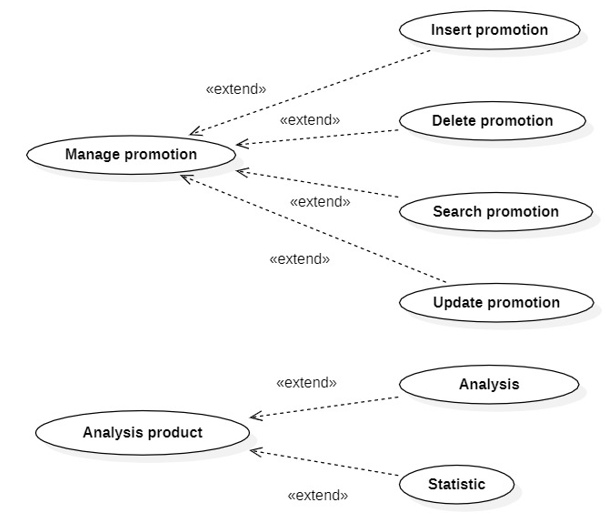 Insert promotion
«extend»
«extend»
Delete promotion
Manage promotion
«extend»
Search promotion
«extend»
Update promotion
«extend»
Analysis
Analysis product
Statistic
«extend»